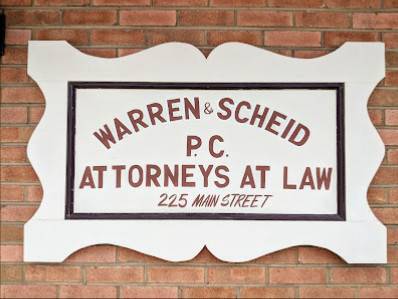 WARREN & SCHEID
P.C.
ATTORNEYS AT LAW
225 MAIN STREET